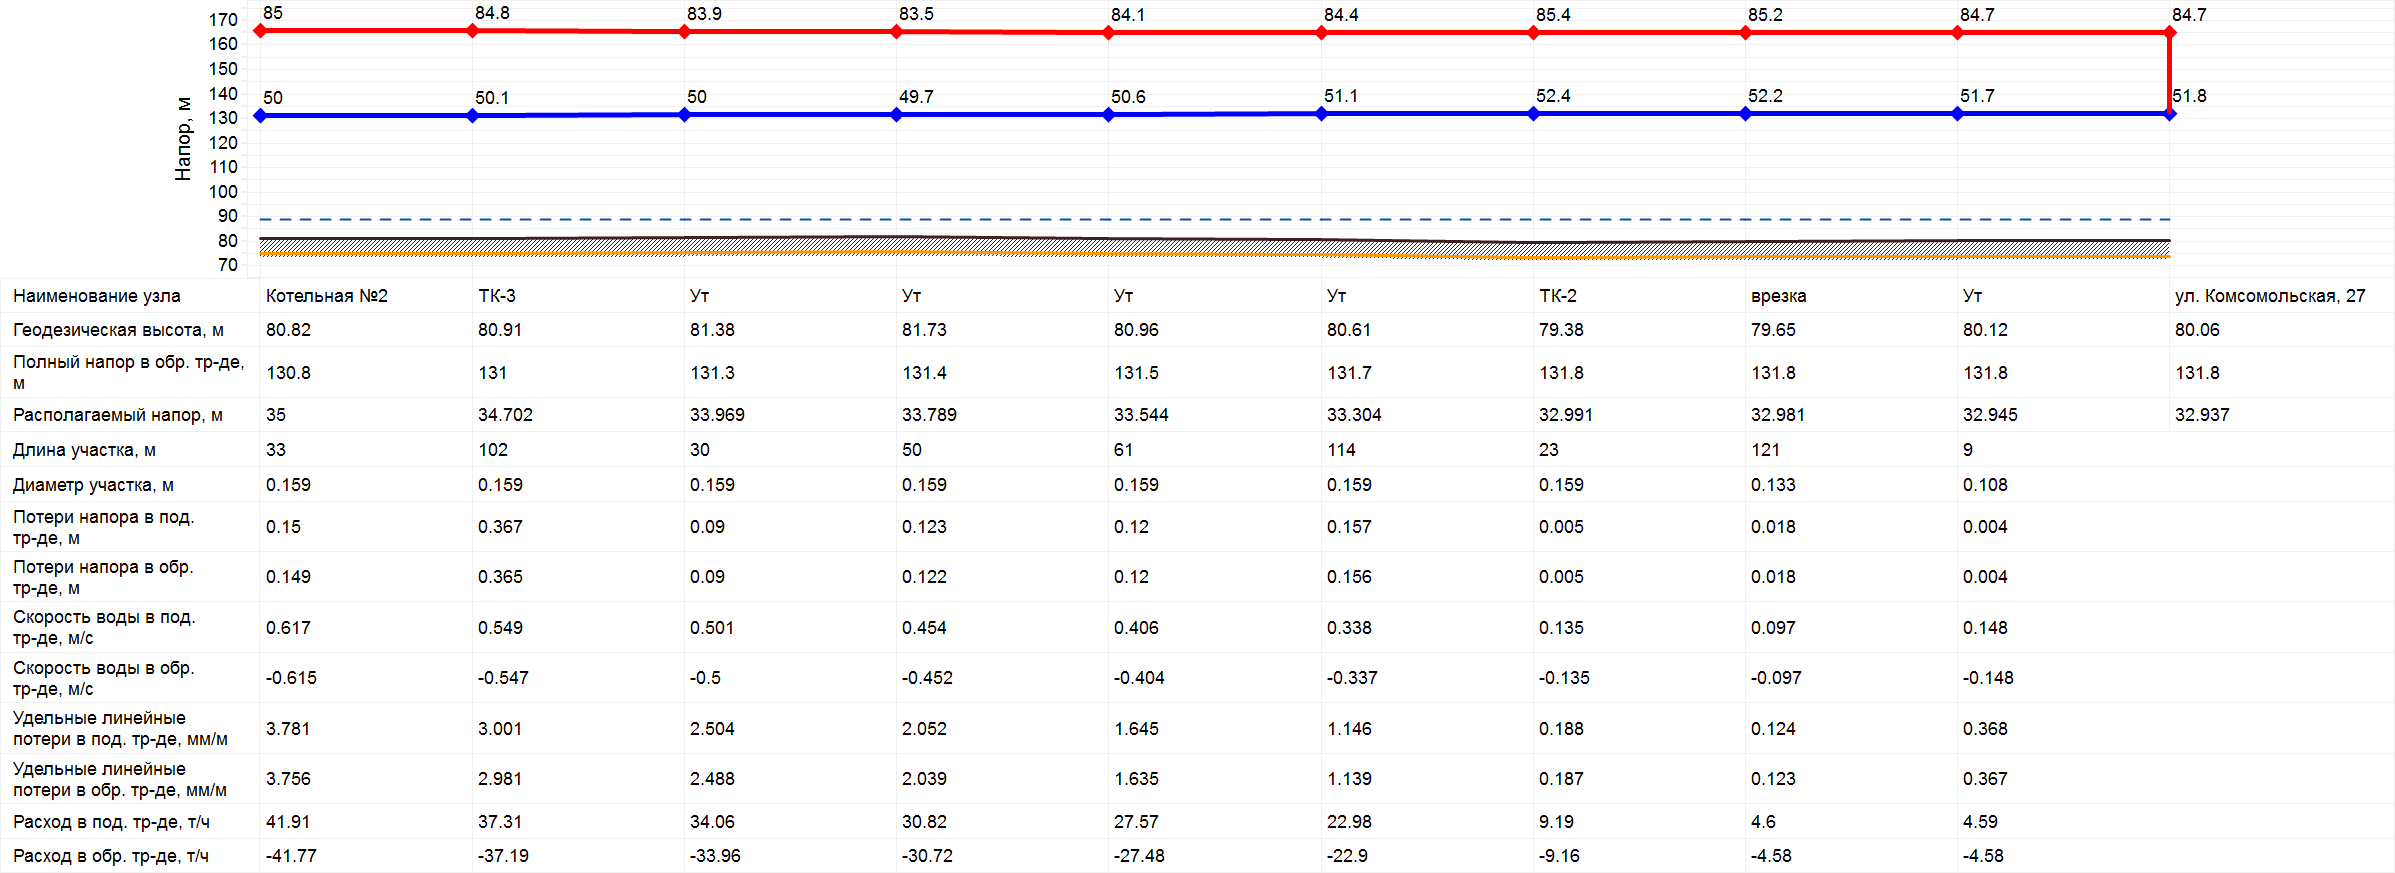 170
160
150
140
130
120
110
100
90
80
70
Напор, м
85 84.8 83.9 83.5 84.1 84.4 85.4 85.2 84.7 84.7
50 50.1 50 49.7 50.6 51.1 52.4 52.2 51.7 51.8
Наименование узла Котельная №2 ТК-3 Ут Ут Ут Ут ТК-2 врезка Ут ул. Комсомольская, 27
Геодезическая высота, м 80.82 80.91 81.38 81.73 80.96 80.61 79.38 79.65 80.12 80.06
Полный напор в обр. тр-де,
м 130.8 131 131.3 131.4 131.5 131.7 131.8 131.8 131.8 131.8
Располагаемый напор, м 35 34.702 33.969 33.789 33.544 33.304 32.991 32.981 32.945 32.937
Длина участка, м 33 102 30 50 61 114 23 121 9
Диаметр участка, м 0.159 0.159 0.159 0.159 0.159 0.159 0.159 0.133 0.108
Потери напора в под.
тр-де, м 0.15 0.367 0.09 0.123 0.12 0.157 0.005 0.018 0.004
Потери напора в обр.
тр-де, м 0.149 0.365 0.09 0.122 0.12 0.156 0.005 0.018 0.004
Скорость воды в под.
тр-де, м/с 0.617 0.549 0.501 0.454 0.406 0.338 0.135 0.097 0.148
Скорость воды в обр.
тр-де, м/с -0.615 -0.547 -0.5 -0.452 -0.404 -0.337 -0.135 -0.097 -0.148
Удельные линейные
потери в под. тр-де, мм/м 3.781 3.001 2.504 2.052 1.645 1.146 0.188 0.124 0.368
Удельные линейные
потери в обр. тр-де, мм/м 3.756 2.981 2.488 2.039 1.635 1.139 0.187 0.123 0.367
Расход в под. тр-де, т/ч 41.91 37.31 34.06 30.82 27.57 22.98 9.19 4.6 4.59
Расход в обр. тр-де, т/ч -41.77 -37.19 -33.96 -30.72 -27.48 -22.9 -9.16 -4.58 -4.58